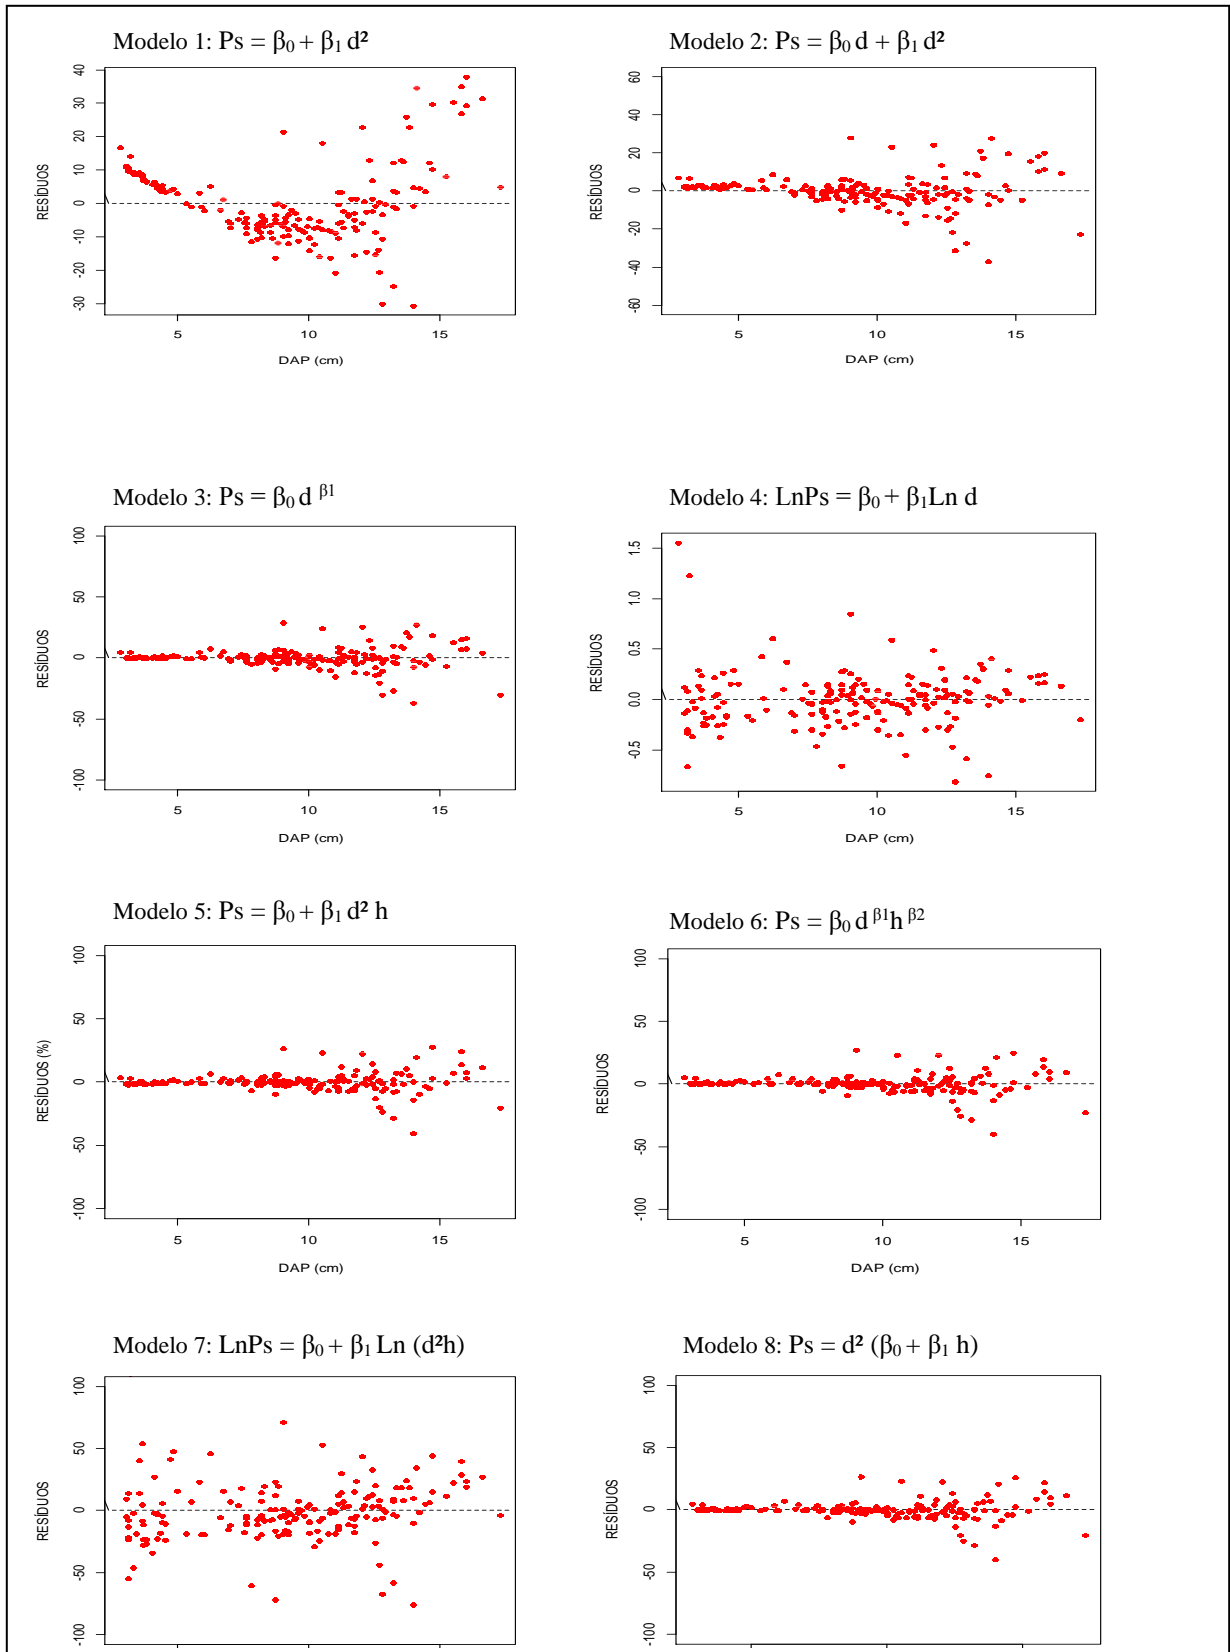 Modelo 1: Ps = β₀ + β₁ d²
40
30
20
10
0
-10
-20
-30
RESÍDUOS
5 10 15
DAP (cm)
Modelo 2: Ps = β₀ d + β₁ d²
60
40
20
0
-20
-40
-60
RESÍDUOS
5 10 15
DAP (cm)
Modelo 3: Ps = β₀ d ᵝ¹
100
50
0
-50
-100
RESÍDUOS
5 10 15
DAP (cm)
Modelo 4: LnPs = β₀ + β₁Ln d
1.5
1.0
0.5
0.0
-0.5
RESÍDUOS
5 10 15
DAP (cm)
Modelo 5: Ps = β₀ + β₁ d² h
100
50
0
-50
-100
RESÍDUOS (%)
5 10 15
DAP (cm)
Modelo 6: Ps = β₀ d ᵝ¹h ᵝ²
100
50
0
-50
-100
RESÍDUOS
5 10 15
DAP (cm)
Modelo 7: LnPs = β₀ + β₁ Ln (d²h)
100
50
0
-50
-100
RESÍDUOS
Modelo 8: Ps = d² (β₀ + β₁ h)
100
50
0
-50
-100
RESÍDUOS